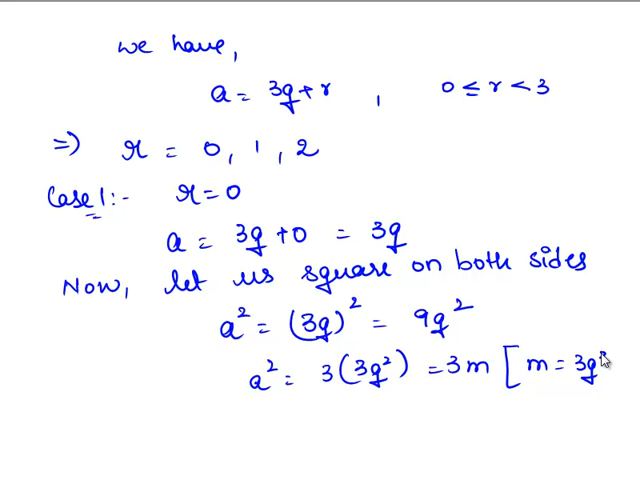 we have,
a = 3q+r , 0 ≤ r < 3
=) r = 0, 1, 2
Case 1:- r = 0
a = 3q + 0 = 3q
Now, let us square on both sides
a² = (3q)² = 9q²
a² = 3(3q²) = 3m [m = 3q²